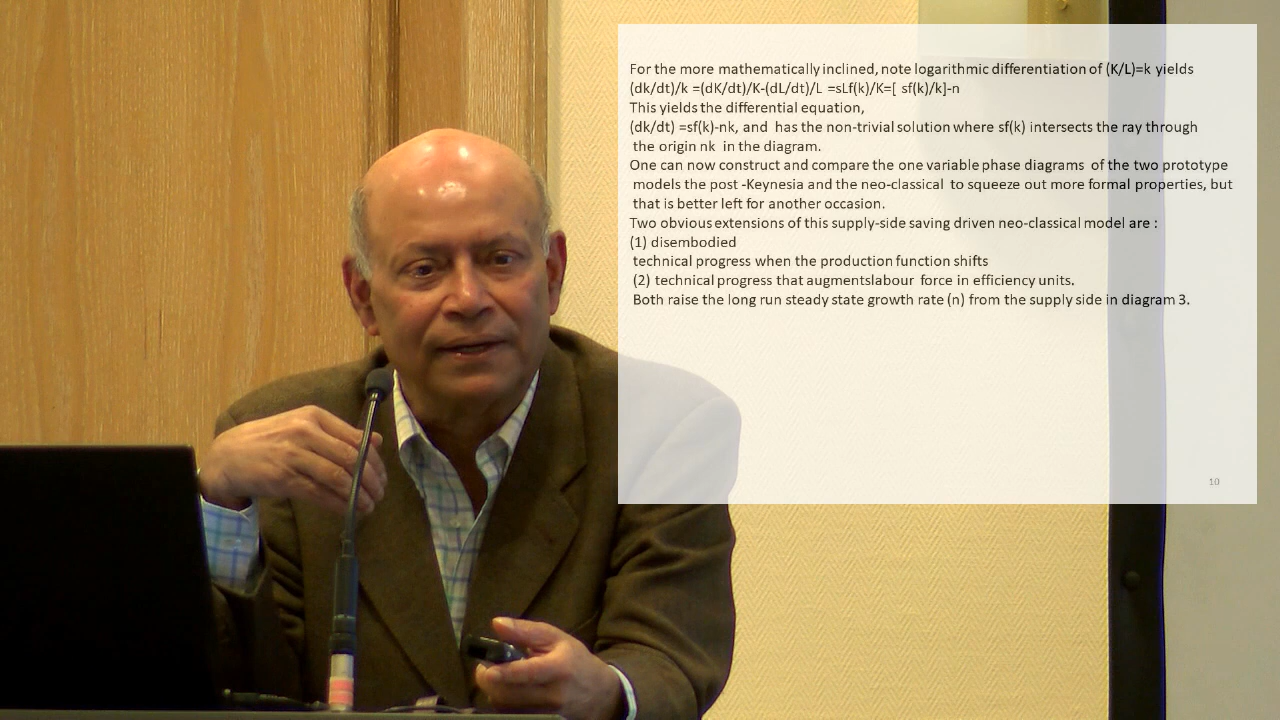 For the more mathematically inclined, note logarithmic differentiation of (K/L)=k yields
(dk/dt)/k =(dK/dt)/K-(dL/dt)/L =sLf(k)/K=[ sf(k)/k]-n
This yields the differential equation,
(dk/dt) =sf(k)-nk, and has the non-trivial solution where sf(k) intersects the ray through
the origin nk in the diagram.
One can now construct and compare the one variable phase diagrams of the two prototype
models the post -Keynesia and the neo-classical to squeeze out more formal properties, but
that is better left for another occasion.
Two obvious extensions of this supply-side saving driven neo-classical model are :
(1) disembodied
technical progress when the production function shifts
(2) technical progress that augmentslabour force in efficiency units.
Both raise the long run steady state growth rate (n) from the supply side in diagram 3.
10